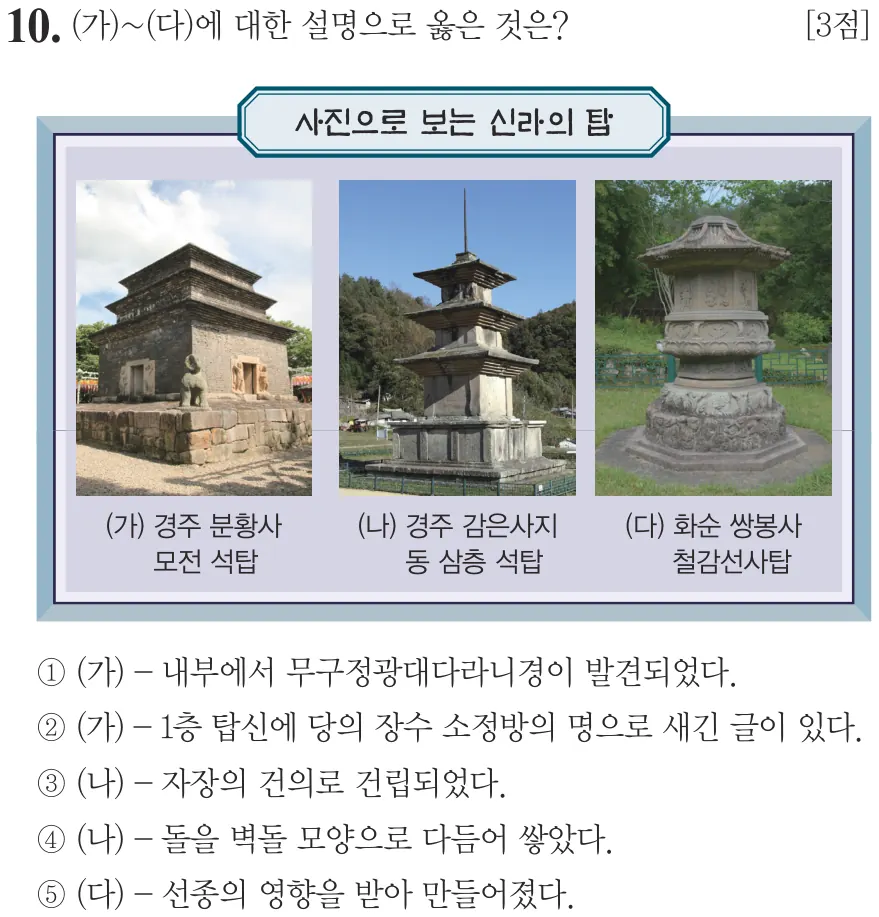 10. (가)~(다)에 대한 설명으로 옳은 것은? [3점]
사진으로 보는 신라의 탑
(가) 경주 분황사
모전 석탑
(나) 경주 감은사지
동 삼층 석탑
(다) 화순 쌍봉사
철감선사탑
① (가) – 내부에서 무구정광대다라니경이 발견되었다.
② (가) – 1층 탑신에 당의 장수 소정방의 명으로 새긴 글이 있다.
③ (나) – 자장의 건의로 건립되었다.
④ (나) – 돌을 벽돌 모양으로 다듬어 쌓았다.
⑤ (다) – 선종의 영향을 받아 만들어졌다.